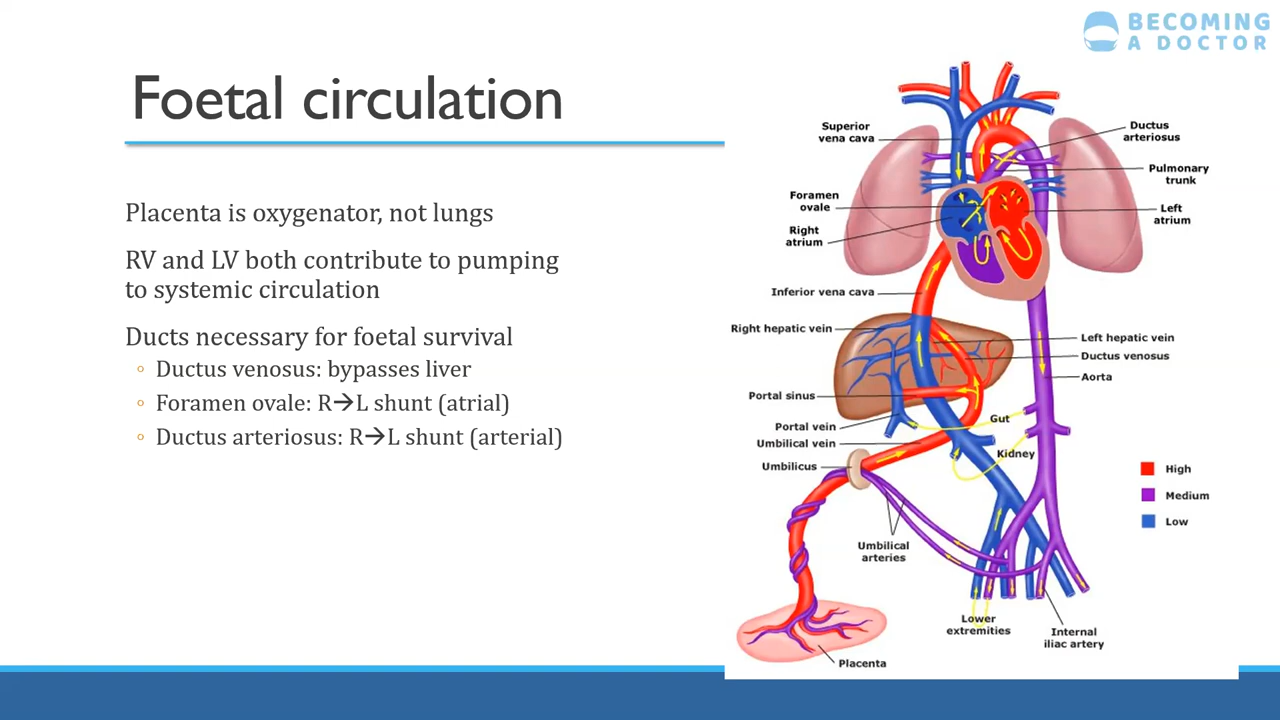 BECOMING
A DOCTOR
Foetal circulation
Placenta is oxygenator, not lungs
RV and LV both contribute to pumping
to systemic circulation
Ducts necessary for foetal survival
◦ Ductus venosus: bypasses liver
◦ Foramen ovale: R→L shunt (atrial)
◦ Ductus arteriosus: R→L shunt (arterial)
Superior
vena cava
Foramen
ovale
Right
atrium
Inferior vena cava
Right hepatic vein
Portal sinus
Portal vein
Umbilical vein
Umbilicus
Umbilical
arteries
Placenta
Ductus
arteriosus
Pulmonary
trunk
Left
atrium
Left hepatic vein
Ductus venosus
Aorta
Gut
Kidney
Lower
extremities
Internal
iliac artery
High
Medium
Low